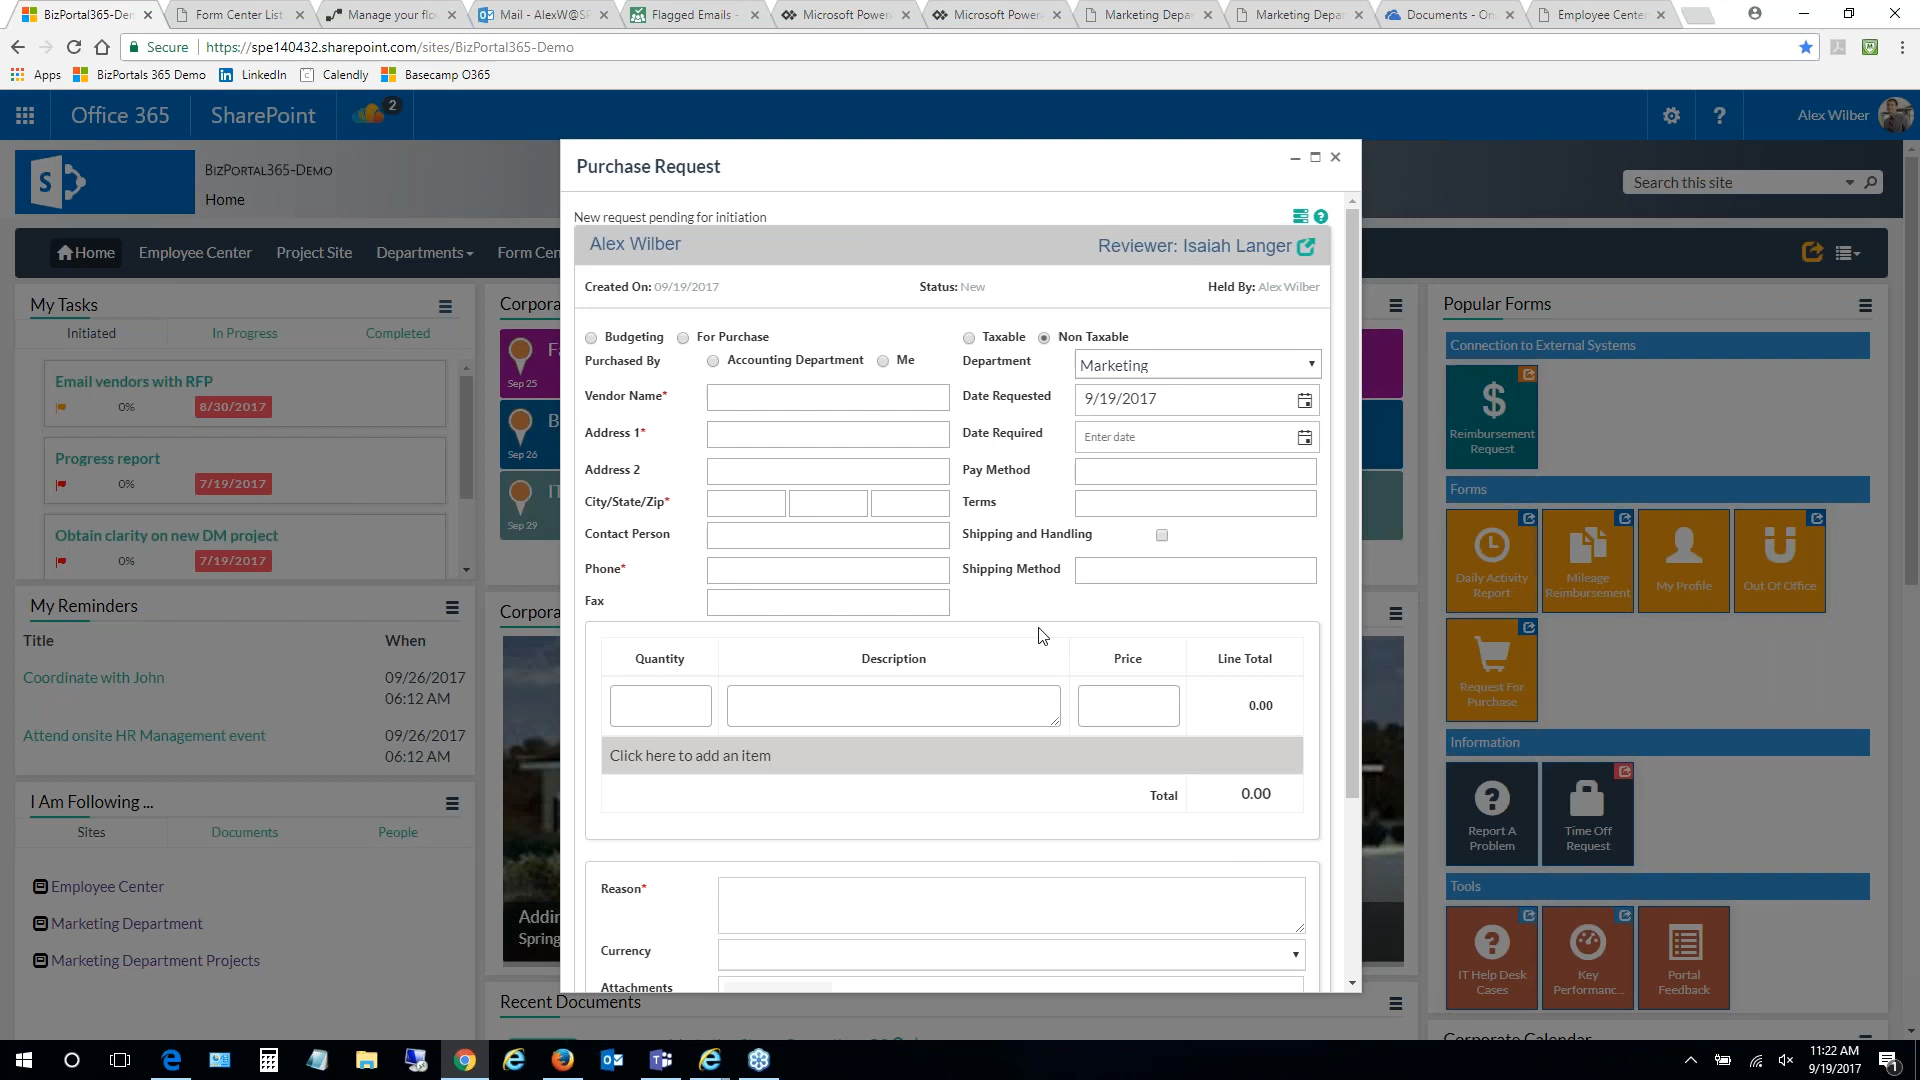 BizPortal365-Den
Form Center List
Manage your flo
Mail - AlexW@SP
Flagged Emails -
Microsoft Power
Microsoft Power
Marketing Depar
Marketing Depar
Documents - On
Employee Center
Secure
https://spe140432.sharepoint.com/sites/BizPortal365-Demo
Apps
BizPortals 365 Demo
LinkedIn
Calendly
Basecamp O365
Office 365
SharePoint
2
?
Alex Wilber
BizPortal365-Demo
Home
Search this site
Home
Employee Center
Project Site
Departments
Form Cen
My Tasks
Initiated
In Progress
Completed
Email vendors with RFP
0%
8/30/2017
Progress report
0%
7/19/2017
Obtain clarity on new DM project
0%
7/19/2017
My Reminders
Title
When
Coordinate with John
09/26/2017
06:12 AM
Attend onsite HR Management event
09/26/2017
06:12 AM
I Am Following ...
Sites
Documents
People
Employee Center
Marketing Department
Marketing Department Projects
Corpora
Sep 25
Sep 26
Sep 29
Corpora
Addin
Spring
Recent Documents
Purchase Request
New request pending for initiation
Alex Wilber
Reviewer: Isaiah Langer
Created On: 09/19/2017
Status: New
Held By: Alex Wilber
Budgeting
For Purchase
Taxable
Non Taxable
Purchased By
Accounting Department
Me
Department
Marketing
Vendor Name*
Date Requested
9/19/2017
Address 1*
Date Required
Enter date
Address 2
Pay Method
City/State/Zip*
Terms
Contact Person
Shipping and Handling
Phone*
Shipping Method
Fax
Quantity
Description
Price
Line Total
0.00
Click here to add an item
Total
0.00
Reason*
Currency
Attachments
Popular Forms
Connection to External Systems
Reimbursement
Request
Forms
Daily Activity
Report
Mileage
Reimbursement
My Profile
Out Of Office
Request For
Purchase
Information
Report A
Problem
Time Off
Request
Tools
IT Help Desk
Cases
Key
Performanc...
Portal
Feedback
Corporate Calendar
11:22 AM
9/19/2017
1